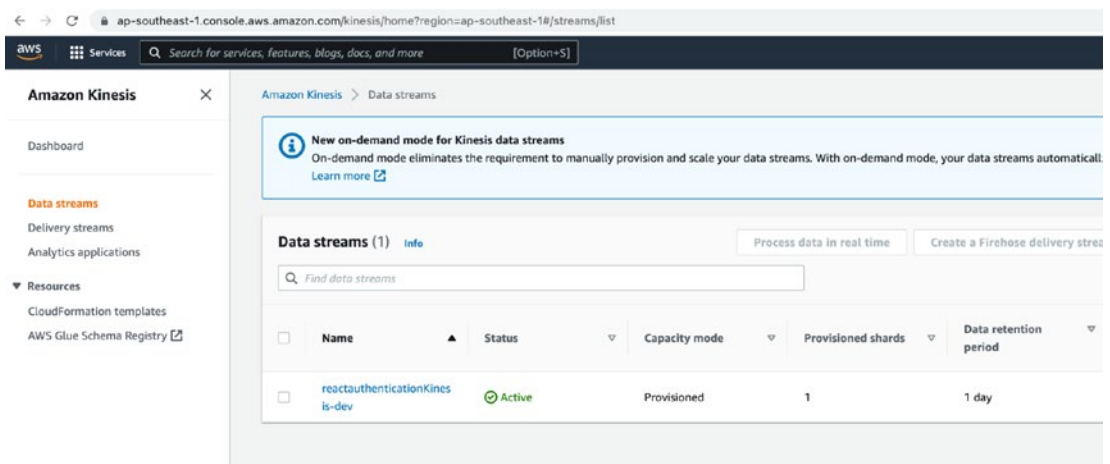 ap-southeast-1.console.aws.amazon.com/kinesis/home?region=ap-southeast-1#/streams/list
aws
Services
Search for services, features, blogs, docs, and more
[Option+S]
Amazon Kinesis
Dashboard
Data streams
Delivery streams
Analytics applications
Resources
CloudFormation templates
AWS Glue Schema Registry
Amazon Kinesis > Data streams
New on-demand mode for Kinesis data streams
On-demand mode eliminates the requirement to manually provision and scale your data streams. With on-demand mode, your data streams automaticall
Learn more
Data streams (1) Info
Process data in real time
Create a Firehose delivery strea
Find data streams
Name
Status
Capacity mode
Provisioned shards
Data retention
period
reactauthenticationKines
is-dev
Active
Provisioned
1
1 day